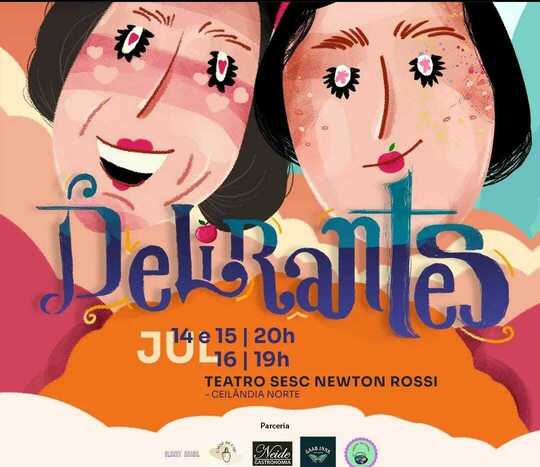 DELIRANTES
JUL
14 e 15 | 20h
16 | 19h
TEATRO SESC NEWTON ROSSI
- CEILÂNDIA NORTE
Parceria
Neide
GASTRONOMIA